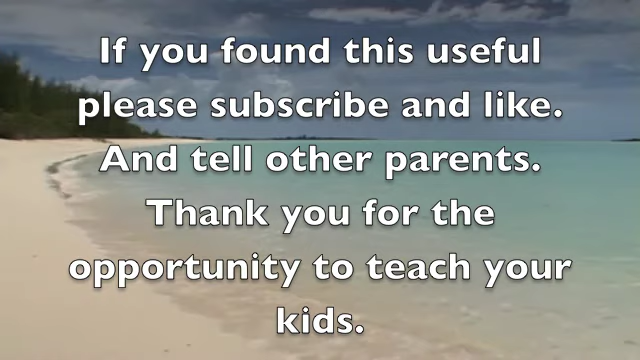 If you found this useful
please subscribe and like.
And tell other parents.
Thank you for the
opportunity to teach your
kids.